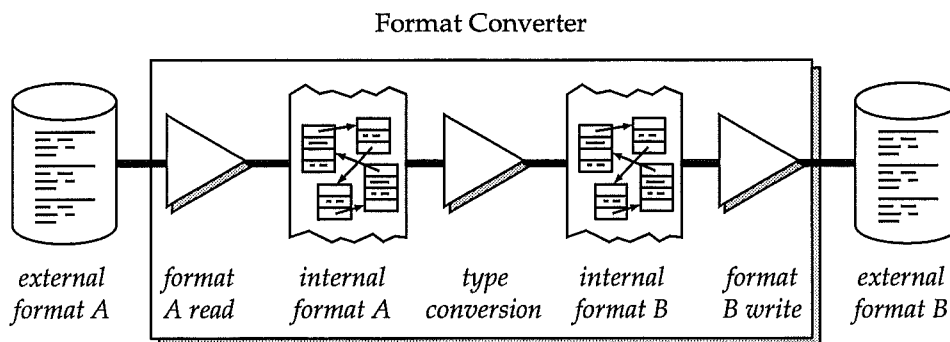 Format Converter
external
format A
format
A read
internal
format A
type
conversion
internal
format B
format
B write
external
format B